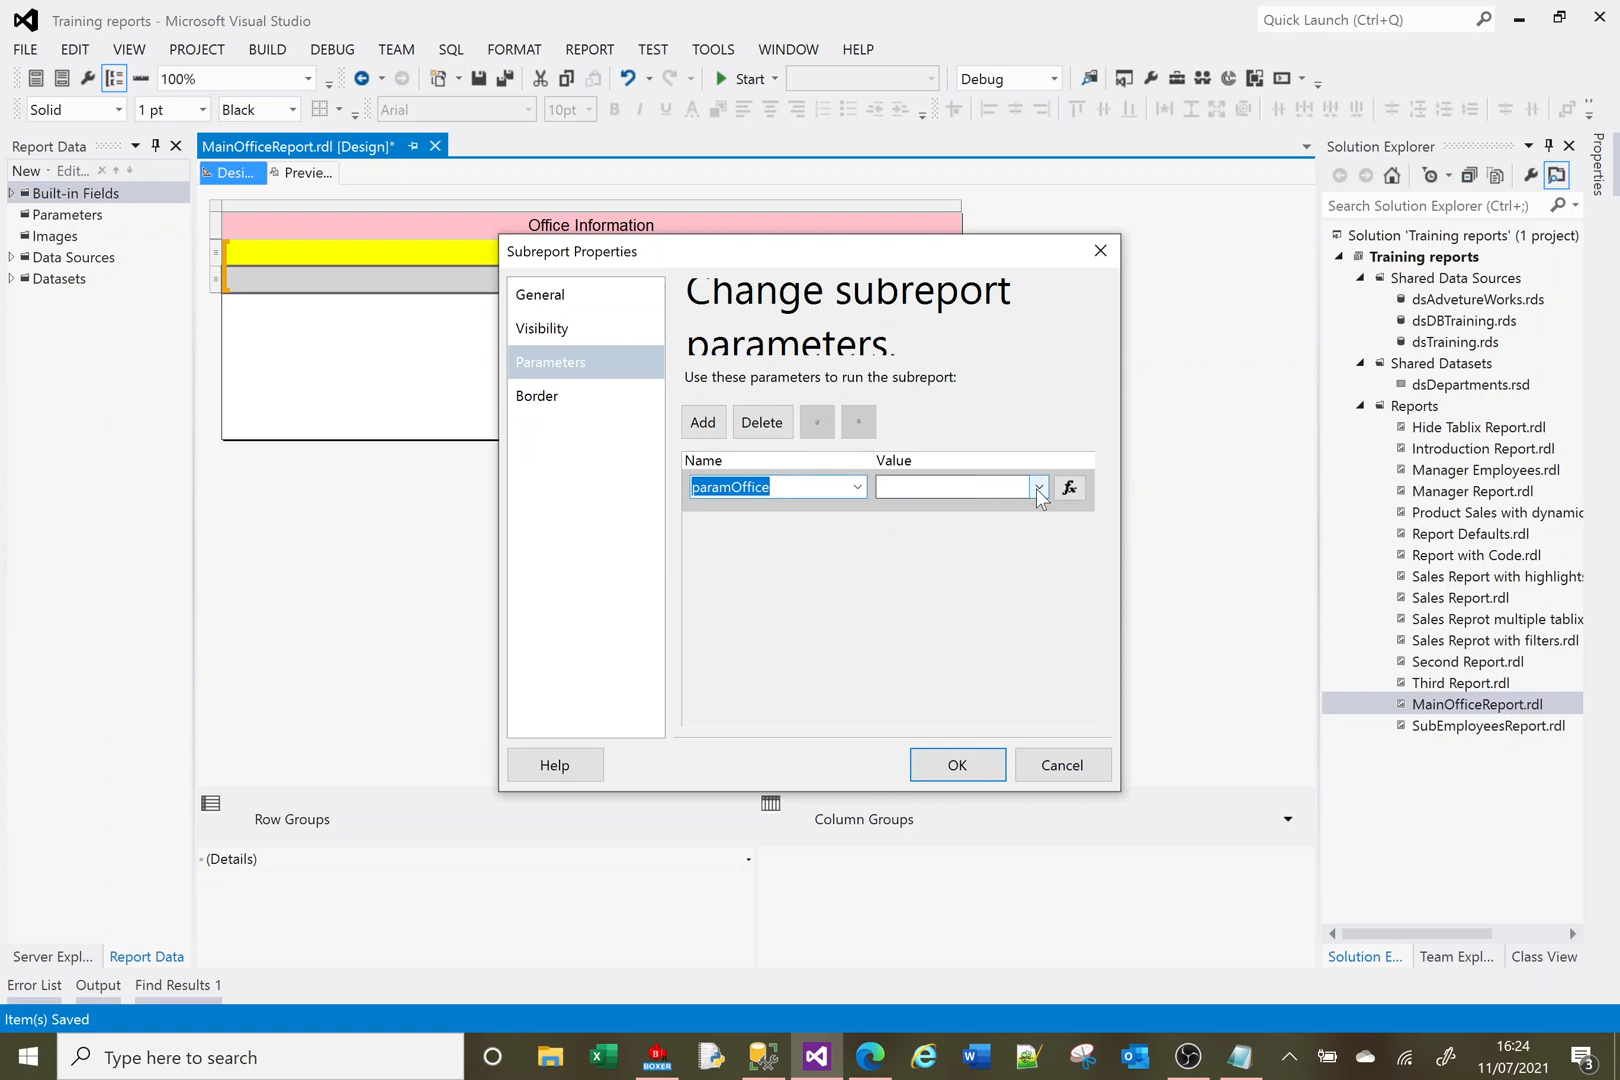 Training reports - Microsoft Visual Studio
Quick Launch (Ctrl+Q)
FILE EDIT VIEW PROJECT BUILD DEBUG TEAM SQL FORMAT REPORT TEST TOOLS WINDOW HELP
100% Start Debug
Solid 1 pt Black Arial 10pt B I U A
Report Data
New Edit...
Built-in Fields
Parameters
Images
Data Sources
Datasets
MainOfficeReport.rdl [Design]*
Desi... Previe...
Office Information
Subreport Properties
General
Visibility
Parameters
Border
Change subreport
parameters.
Use these parameters to run the subreport:
Add Delete
Name Value
paramOffice fx
Help OK Cancel
Row Groups Column Groups
(Details)
Solution Explorer
Search Solution Explorer (Ctrl+;)
Solution 'Training reports' (1 project)
Training reports
Shared Data Sources
dsAdvetureWorks.rds
dsDBTraining.rds
dsTraining.rds
Shared Datasets
dsDepartments.rsd
Reports
Hide Tablix Report.rdl
Introduction Report.rdl
Manager Employees.rdl
Manager Report.rdl
Product Sales with dynamic
Report Defaults.rdl
Report with Code.rdl
Sales Report with highlights
Sales Report.rdl
Sales Reprot multiple tablix
Sales Reprot with filters.rdl
Second Report.rdl
Third Report.rdl
MainOfficeReport.rdl
SubEmployeesReport.rdl
Properties
Server Expl... Report Data
Solution E... Team Expl... Class View
Error List Output Find Results 1
Item(s) Saved
Type here to search
BOXER
16:24
11/07/2021
3